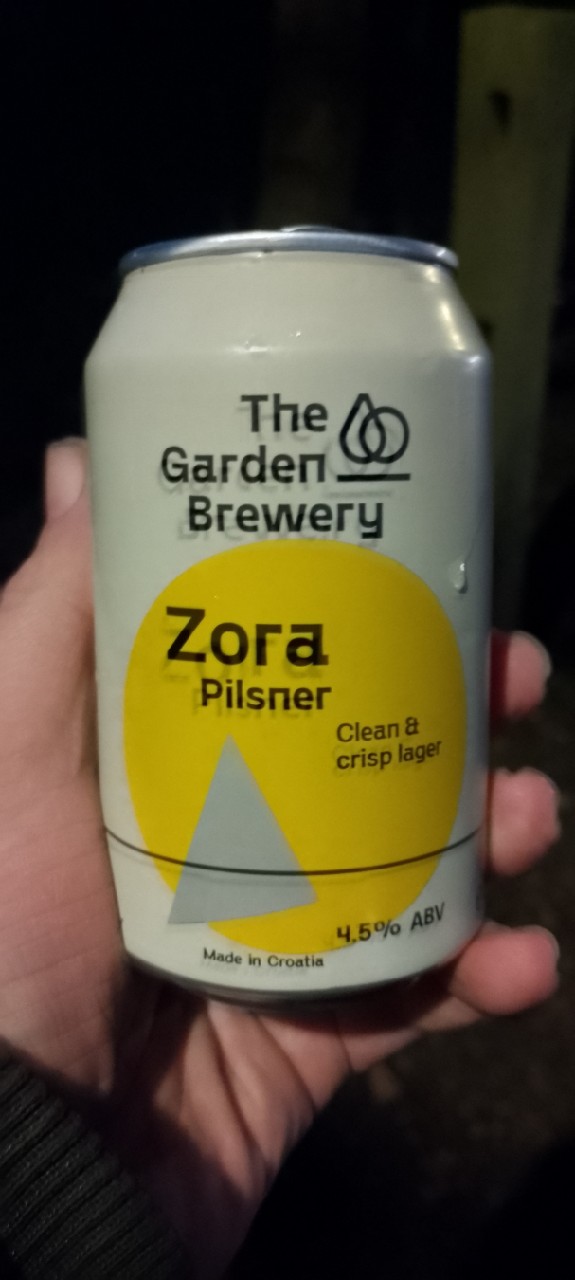 The
Garden
Brewery
Zora
Pilsner
Clean &
crisp lager
4.5% ABV
Made in Croatia